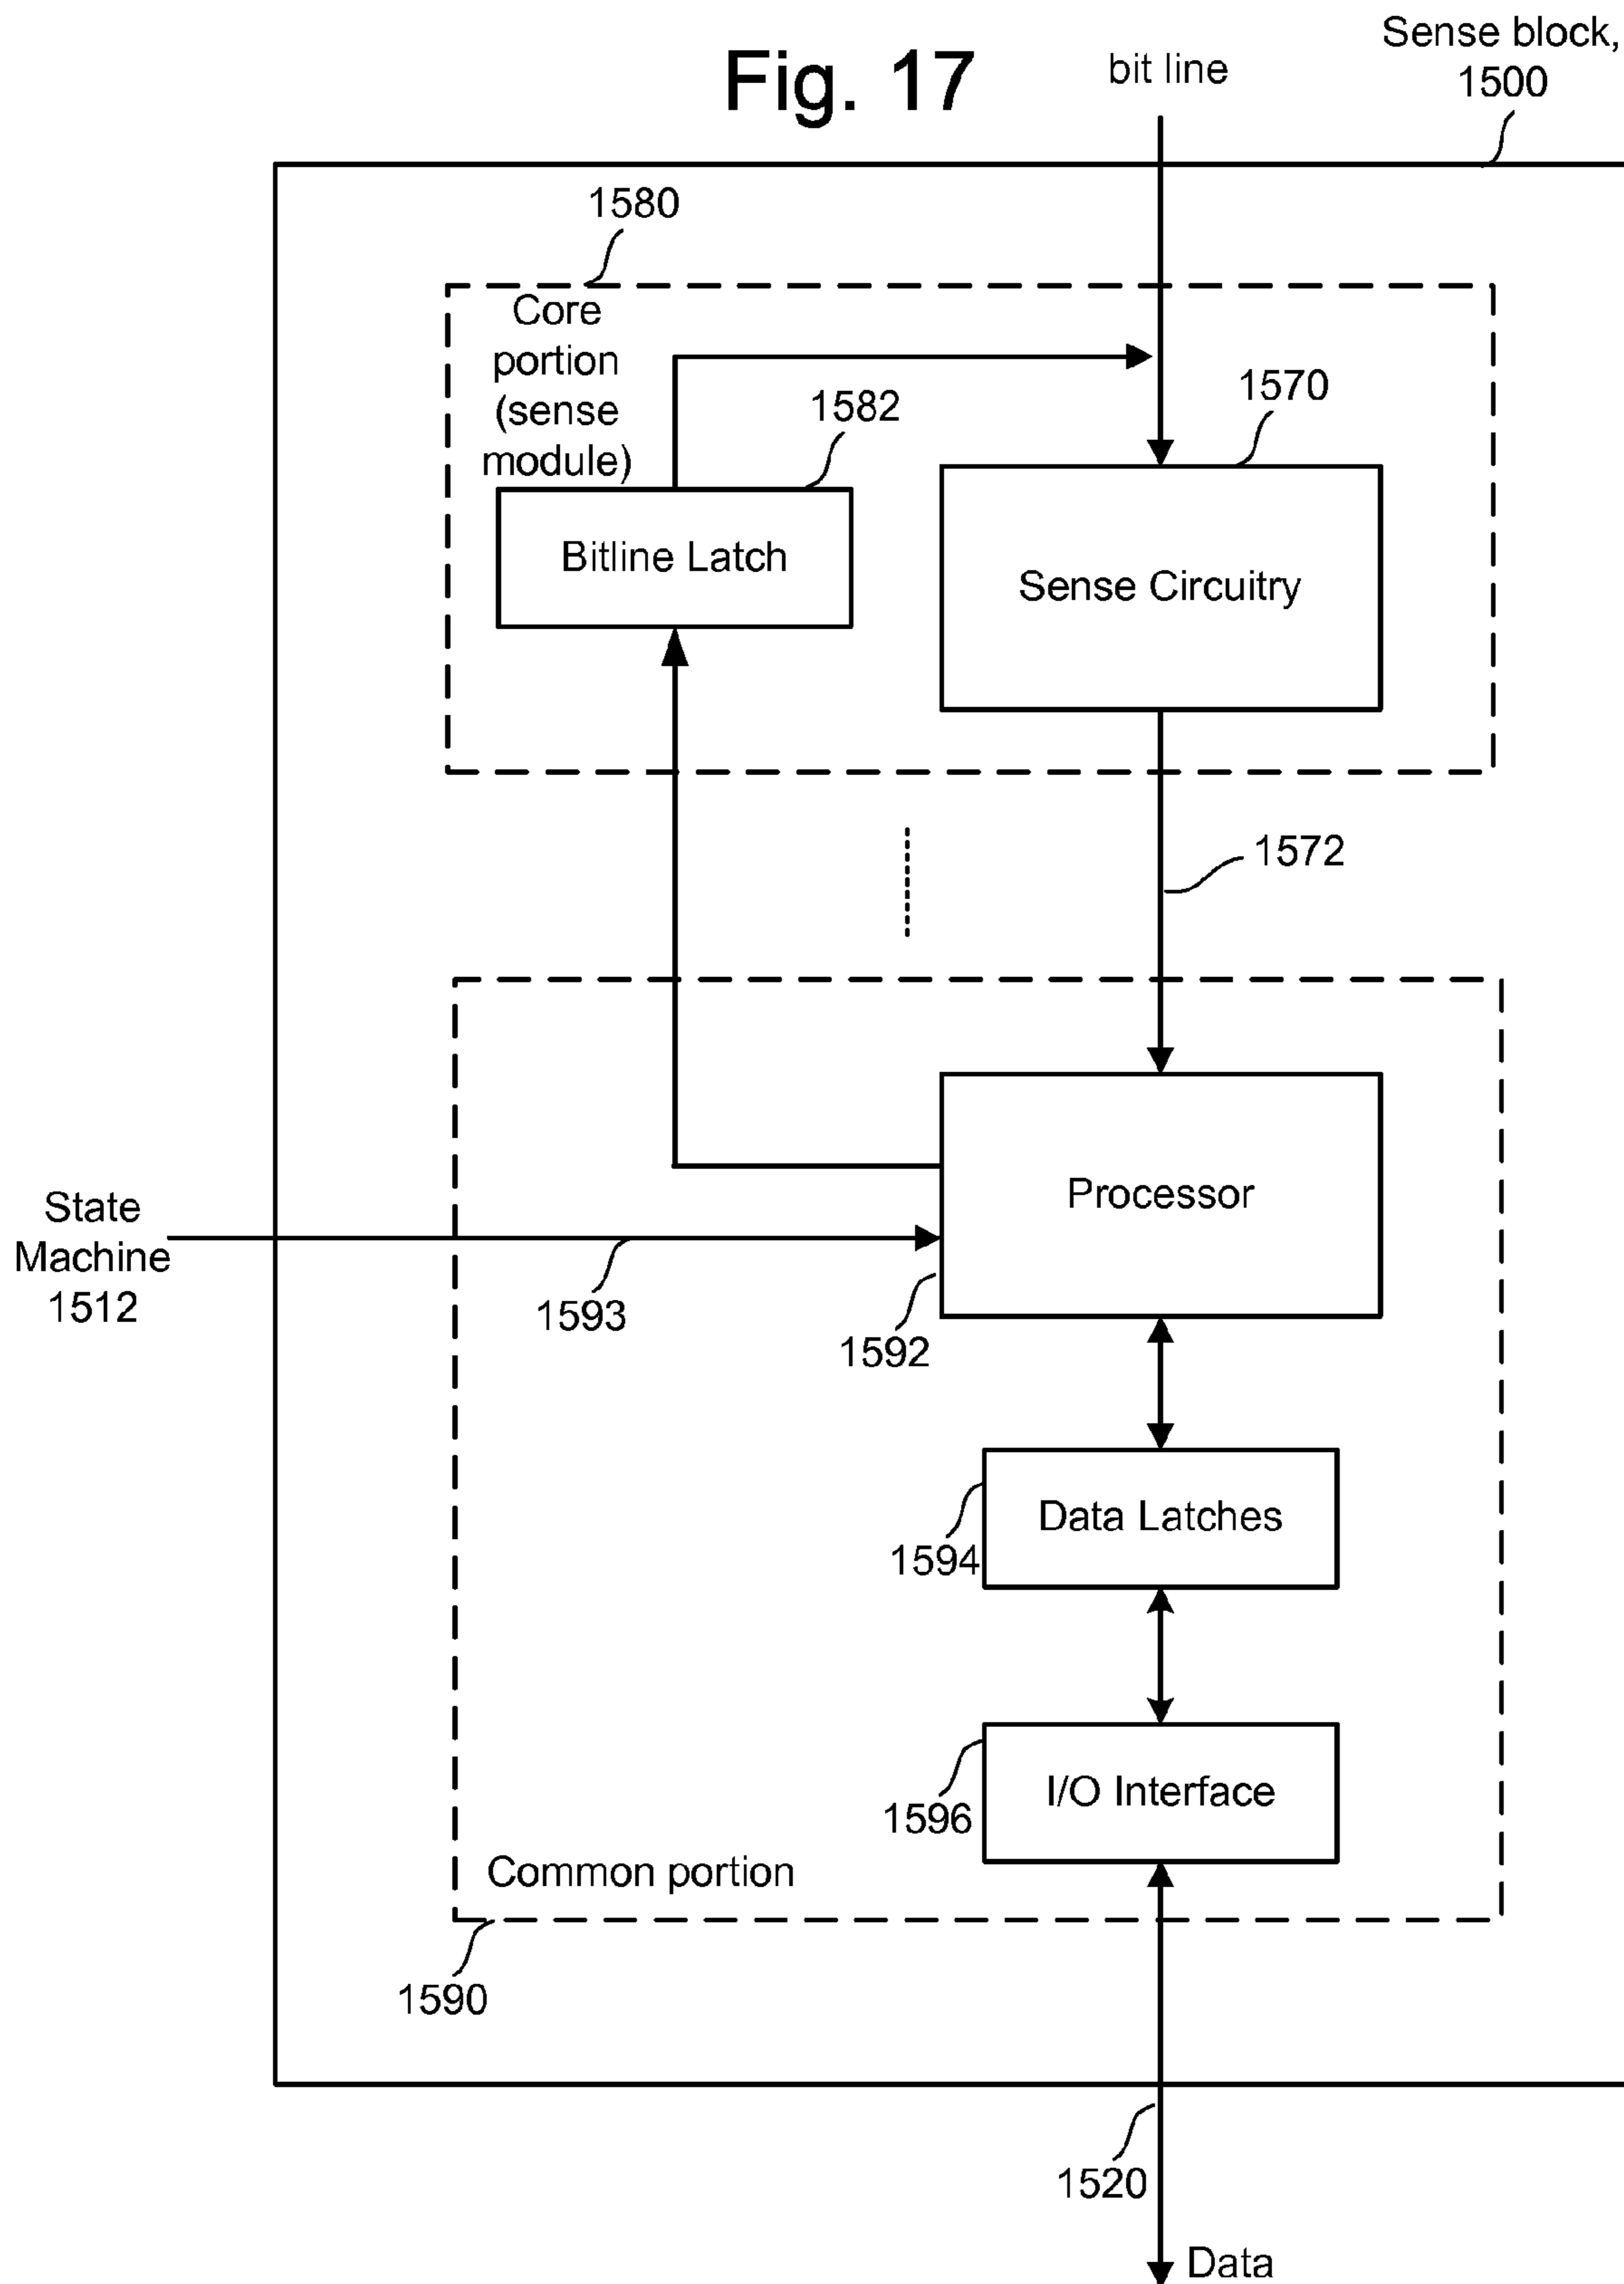 Sense block,
1500
Fig. 17
bit line
1580
Core
portion
(sense
module)
1582
1570
Bitline Latch
Sense Circuitry
1572
Processor
State
Machine
1512
1593
1592
Data Latches
1594
I/O Interface
1596
Common portion
1590
1520
Data